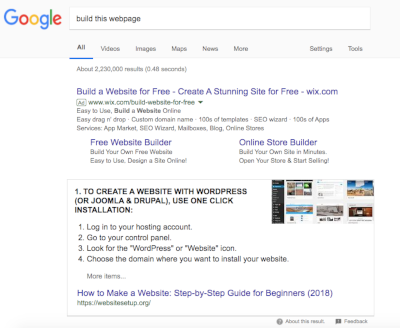 Google
build this webpage
All Videos Images Maps News More Settings Tools
About 2,230,000 results (0.48 seconds)
Build a Website for Free - Create A Stunning Site for Free - wix.com
Ad www.wix.com/build-website-for-free
Easy to Use, Build a Website Online
Easy drag n' drop · Custom domain name · 100s of templates · SEO wizard · 100s of Apps
Services: App Market, SEO Wizard, Mailboxes, Blog, Online Stores
Free Website Builder
Build Your Own Free Website
Easy to Use, Design a Site Online!
Online Store Builder
Build Your Own Site in Minutes.
Open Your Store & Start Selling!
1. TO CREATE A WEBSITE WITH WORDPRESS
(OR JOOMLA & DRUPAL), USE ONE CLICK
INSTALLATION:
1. Log in to your hosting account.
2. Go to your control panel.
3. Look for the "WordPress" or "Website" icon.
4. Choose the domain where you want to install your website.
More items...
How to Make a Website: Step-by-Step Guide for Beginners (2018)
https://websitesetup.org/
About this result. Feedback